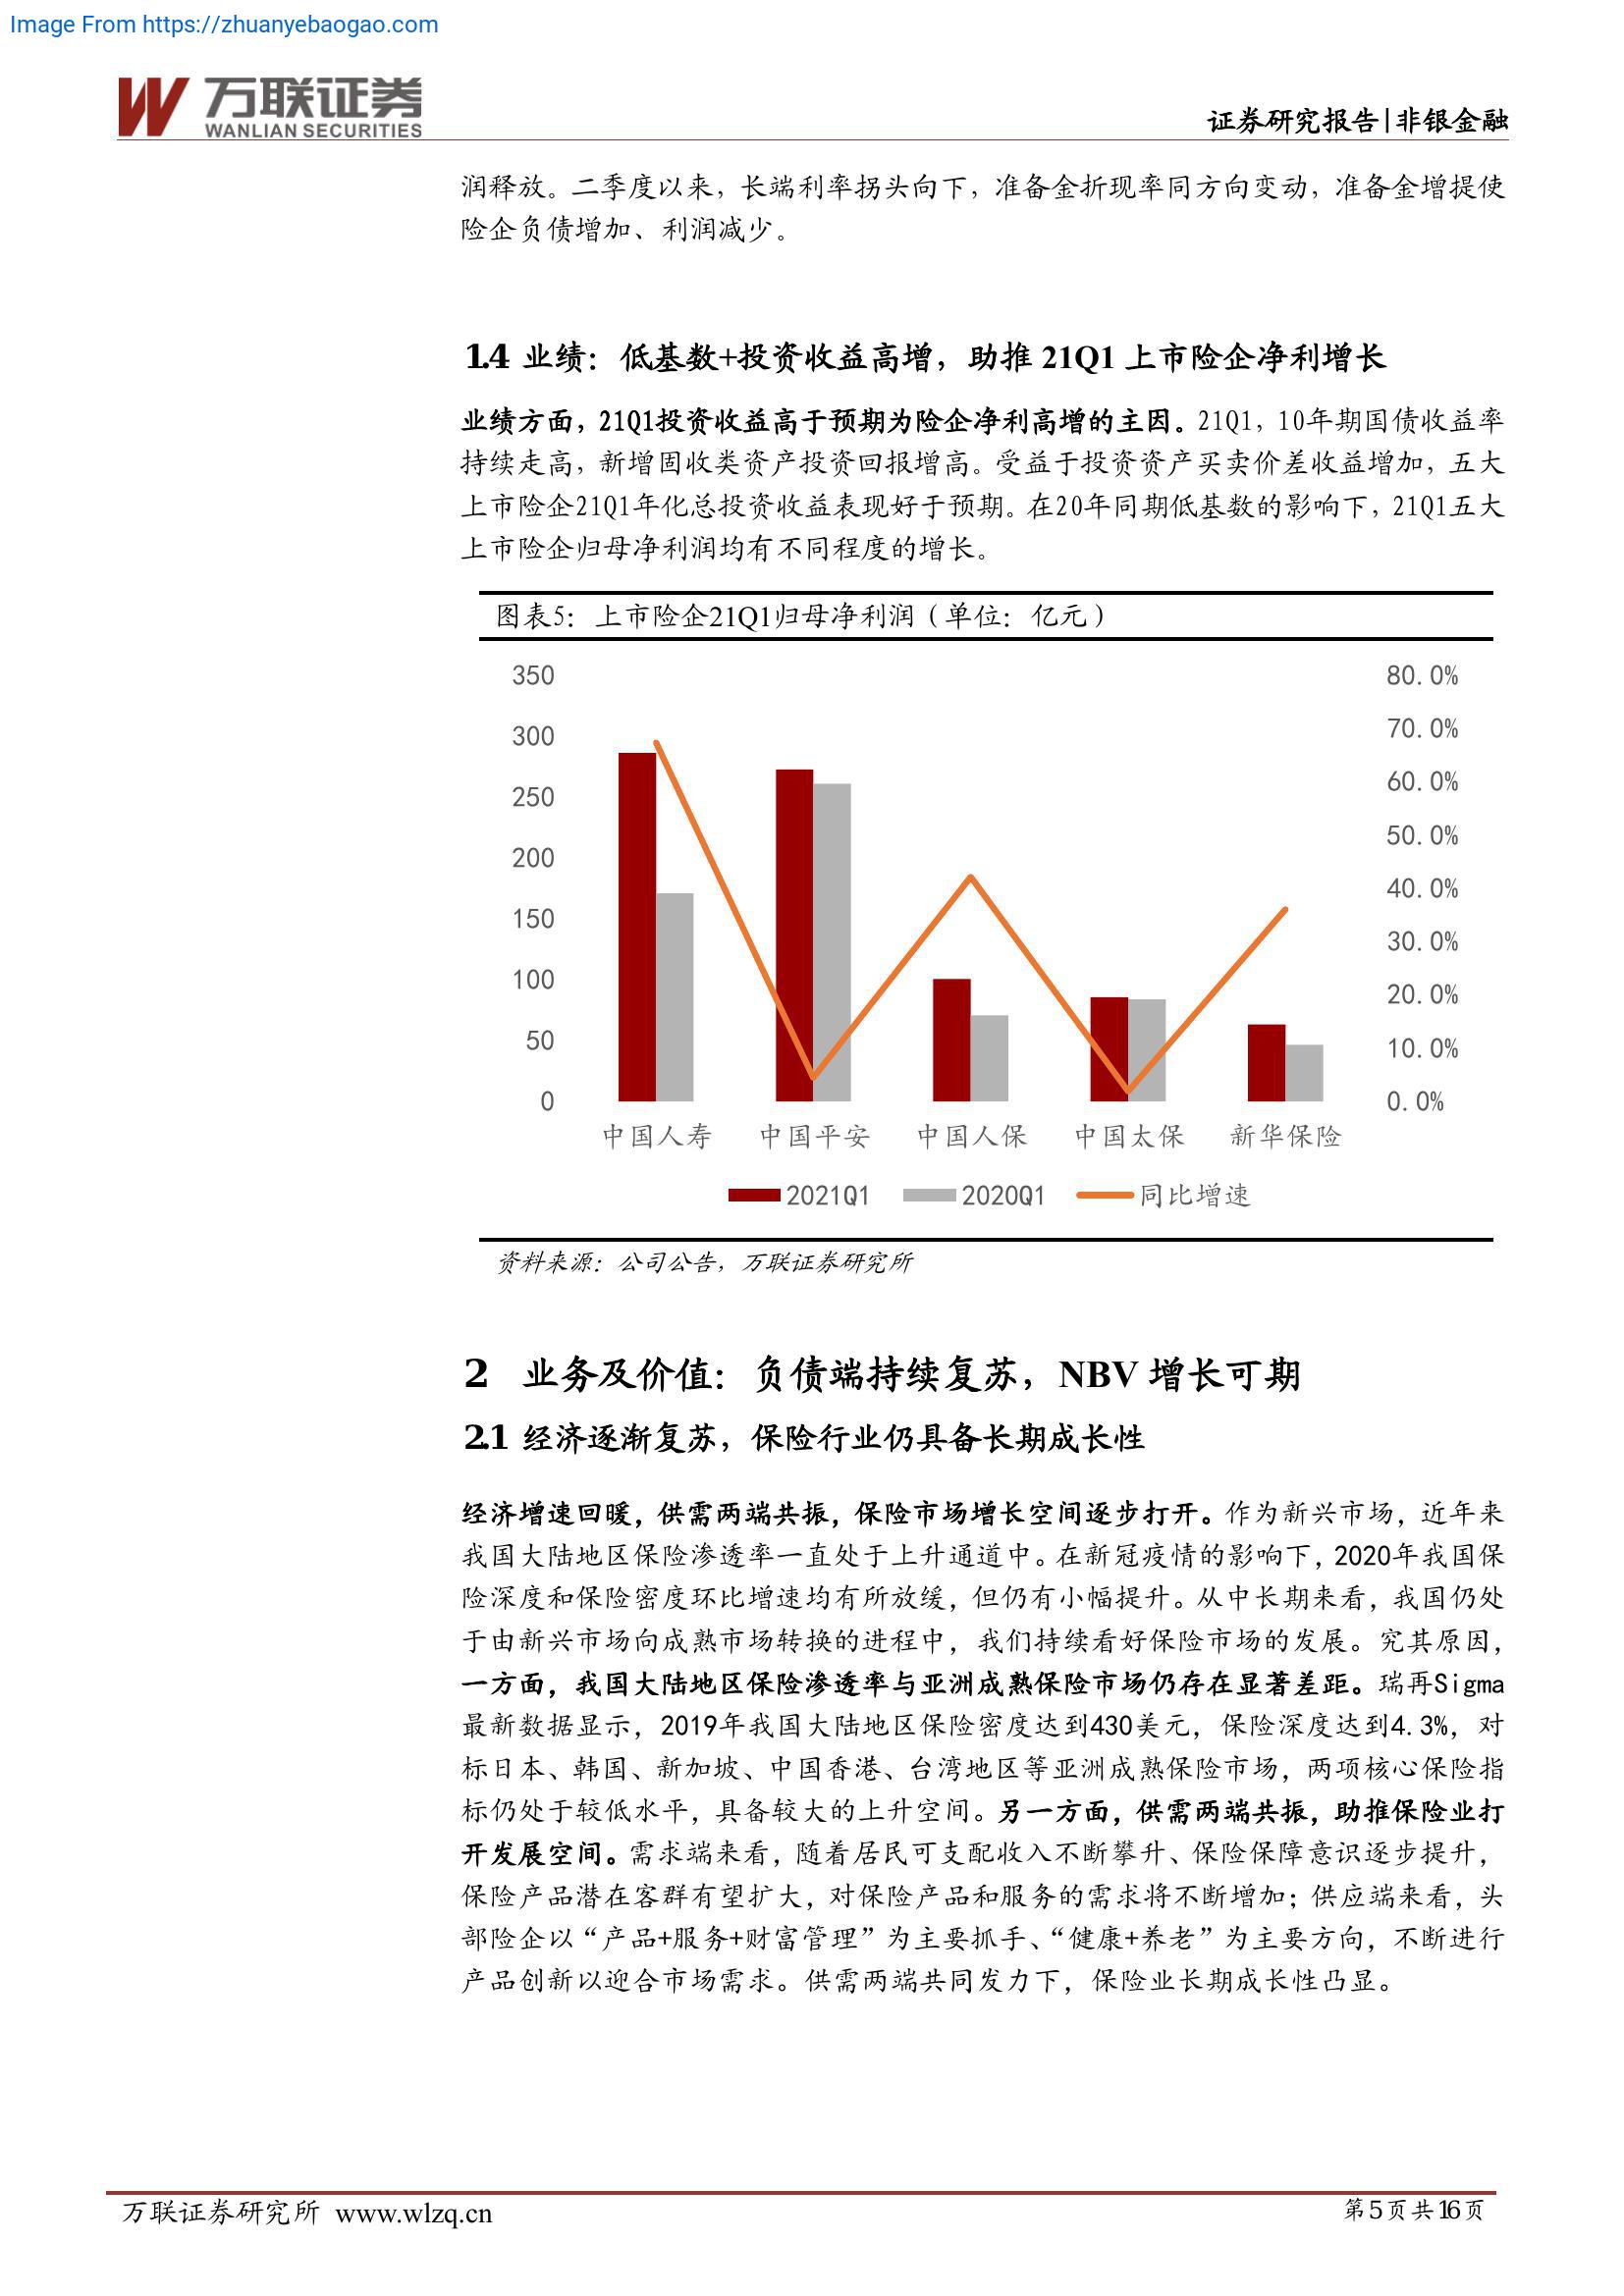 Image From https://zhuanyebaogao.com
万联证券
WANLIAN SECURITIES
证券研究报告|非银金融
润释放。二季度以来，长端利率拐头向下，准备金折现率同方向变动，准备金增提使
险企负债增加、利润减少。
1.4 业绩：低基数+投资收益高增，助推 21Q1 上市险企净利增长
业绩方面，21Q1投资收益高于预期为险企净利高增的主因。21Q1，10年期国债收益率
持续走高，新增固收类资产投资回报增高。受益于投资资产买卖价差收益增加，五大
上市险企21Q1年化总投资收益表现好于预期。在20年同期低基数的影响下，21Q1五大
上市险企归母净利润均有不同程度的增长。
图表5：上市险企21Q1归母净利润（单位：亿元）
350
300
250
200
150
100
50
0
80.0%
70.0%
60.0%
50.0%
40.0%
30.0%
20.0%
10.0%
0.0%
中国人寿 中国平安 中国人保 中国太保 新华保险
2021Q1 2020Q1 同比增速
资料来源：公司公告，万联证券研究所
2 业务及价值：负债端持续复苏，NBV 增长可期
2.1 经济逐渐复苏，保险行业仍具备长期成长性
经济增速回暖，供需两端共振，保险市场增长空间逐步打开。作为新兴市场，近年来
我国大陆地区保险渗透率一直处于上升通道中。在新冠疫情的影响下，2020年我国保
险深度和保险密度环比增速均有所放缓，但仍有小幅提升。从中长期来看，我国仍处
于由新兴市场向成熟市场转换的进程中，我们持续看好保险市场的发展。究其原因，
一方面，我国大陆地区保险渗透率与亚洲成熟保险市场仍存在显著差距。瑞再Sigma
最新数据显示，2019年我国大陆地区保险密度达到430美元，保险深度达到4.3%，对
标日本、韩国、新加坡、中国香港、台湾地区等亚洲成熟保险市场，两项核心保险指
标仍处于较低水平，具备较大的上升空间。另一方面，供需两端共振，助推保险业打
开发展空间。需求端来看，随着居民可支配收入不断攀升、保险保障意识逐步提升，
保险产品潜在客群有望扩大，对保险产品和服务的需求将不断增加；供应端来看，头
部险企以“产品+服务+财富管理”为主要抓手、“健康+养老”为主要方向，不断进行
产品创新以迎合市场需求。供需两端共同发力下，保险业长期成长性凸显。
万联证券研究所 www.wlzq.cn
第5页共16页